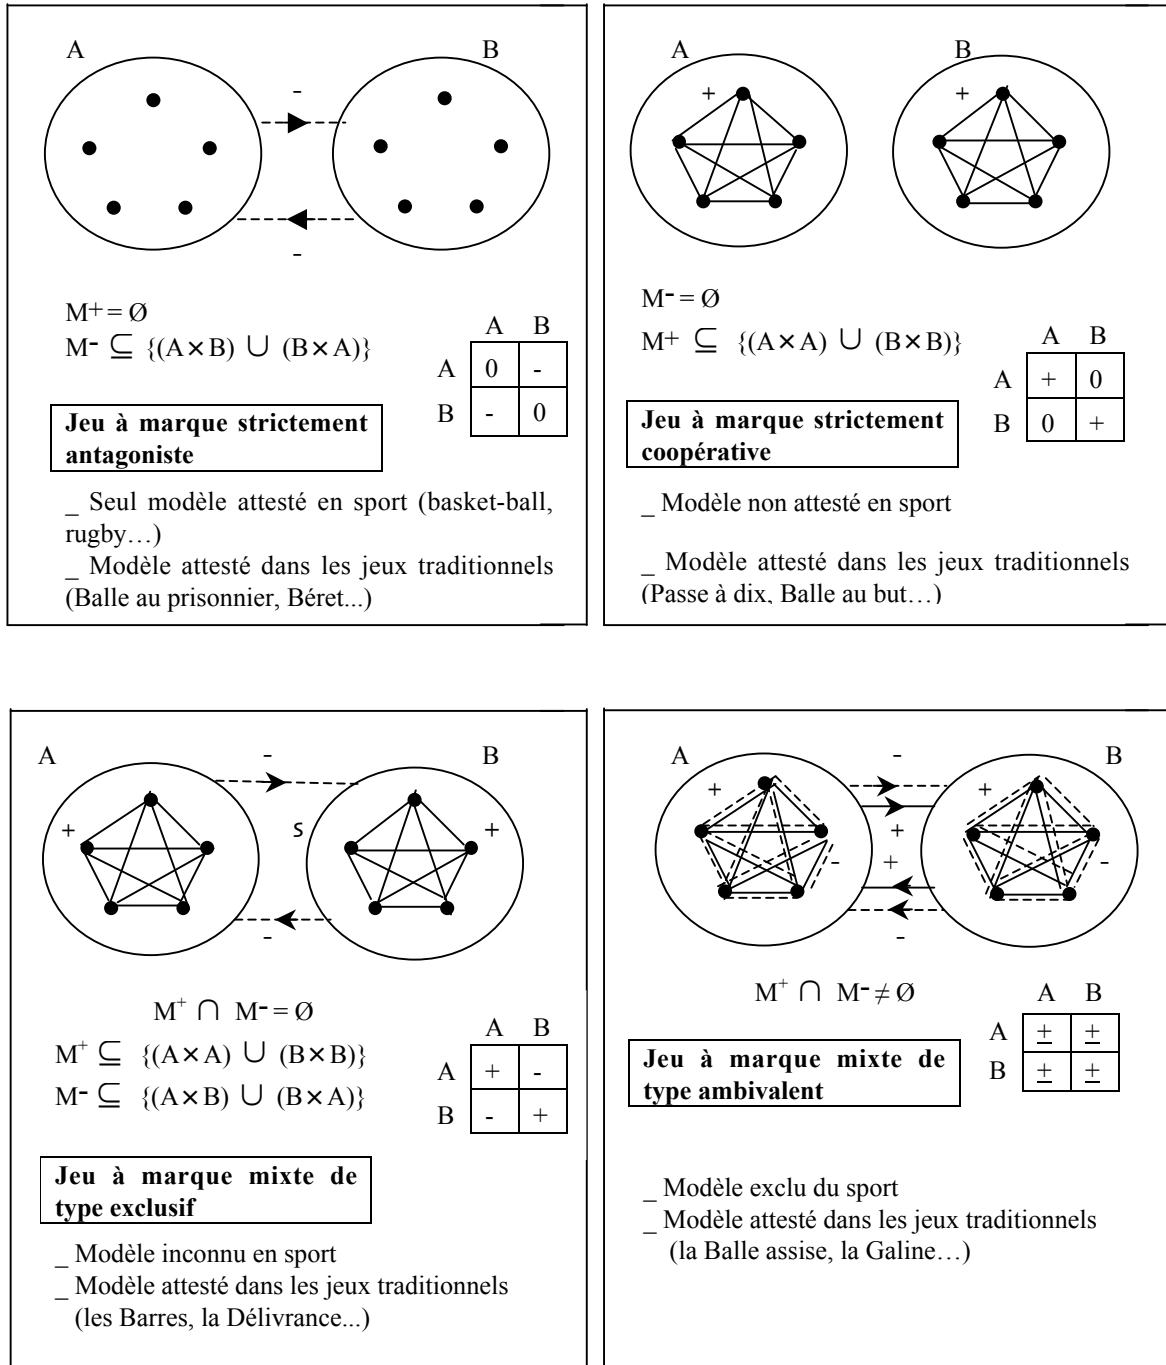 A B
-
-
M+ = Ø
M- ⊆ {(A×B) ∪ (B×A)}
A B
A 0 -
B - 0
Jeu à marque strictement
antagoniste
_ Seul modèle attesté en sport (basket-ball,
rugby…)
_ Modèle attesté dans les jeux traditionnels
(Balle au prisonnier, Béret...)
A B
+ +
M- = Ø
M+ ⊆ {(A×A) ∪ (B×B)}
A B
A + 0
B 0 +
Jeu à marque strictement
coopérative
_ Modèle non attesté en sport
_ Modèle attesté dans les jeux traditionnels
(Passe à dix, Balle au but…)
A - B
+ s +
-
M+ ∩ M- = Ø
M+ ⊆ {(A×A) ∪ (B×B)}
M- ⊆ {(A×B) ∪ (B×A)}
A B
A + -
B - +
Jeu à marque mixte de
type exclusif
_ Modèle inconnu en sport
_ Modèle attesté dans les jeux traditionnels
(les Barres, la Délivrance...)
A - B
+ +
+
- + -
-
M+ ∩ M- ≠ Ø
A B
A ± ±
B ± ±
Jeu à marque mixte de
type ambivalent
_ Modèle exclu du sport
_ Modèle attesté dans les jeux traditionnels
(la Balle assise, la Galine…)